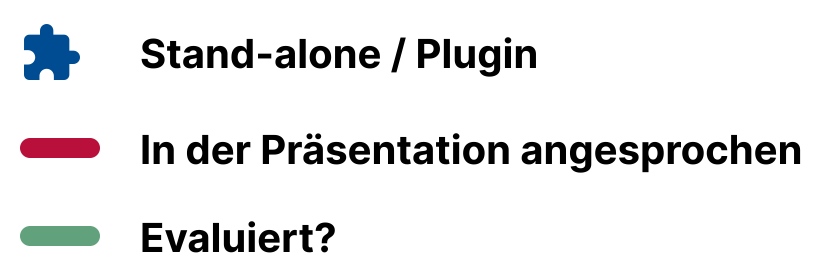 Stand-alone / Plugin
In der Präsentation angesprochen
Evaluiert?